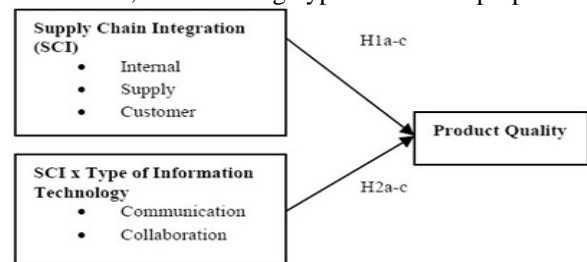 Supply Chain Integration
(SCI)
• Internal
• Supply
• Customer
H1a-c
Product Quality
SCI x Type of Information
Technology
• Communication
• Collaboration
H2a-c